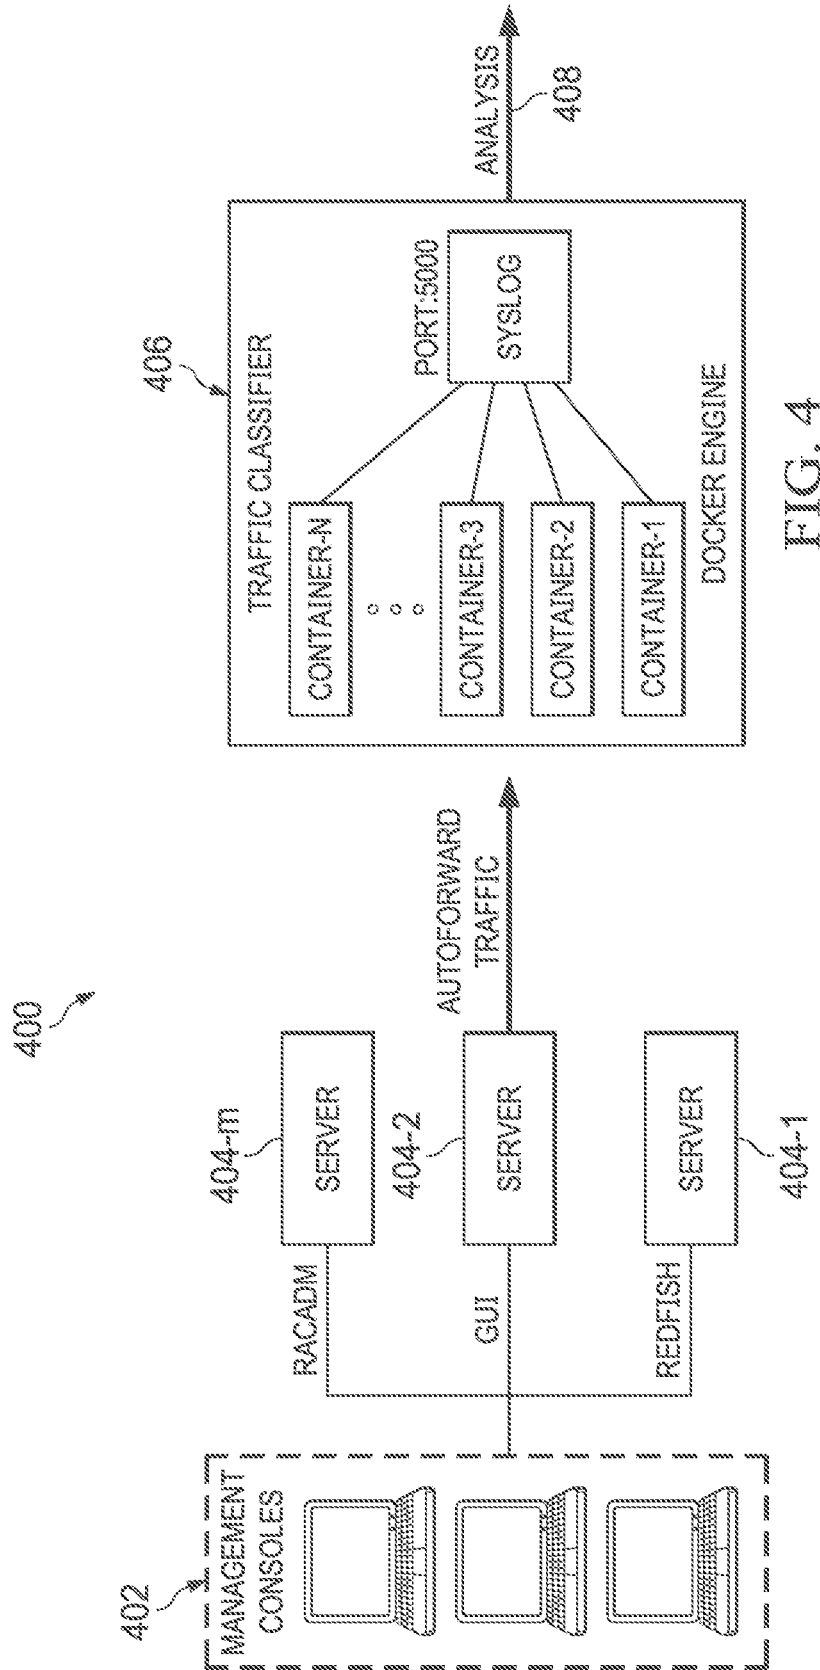 400
402
MANAGEMENT
CONSOLES
RACADM
GUI
REDFISH
404-m
SERVER
404-2
SERVER
SERVER
404-1
AUTOFORWARD
TRAFFIC
406
TRAFFIC CLASSIFIER
CONTAINER-N
CONTAINER-3
CONTAINER-2
CONTAINER-1
PORT:5000
SYSLOG
DOCKER ENGINE
ANALYSIS
408
FIG. 4